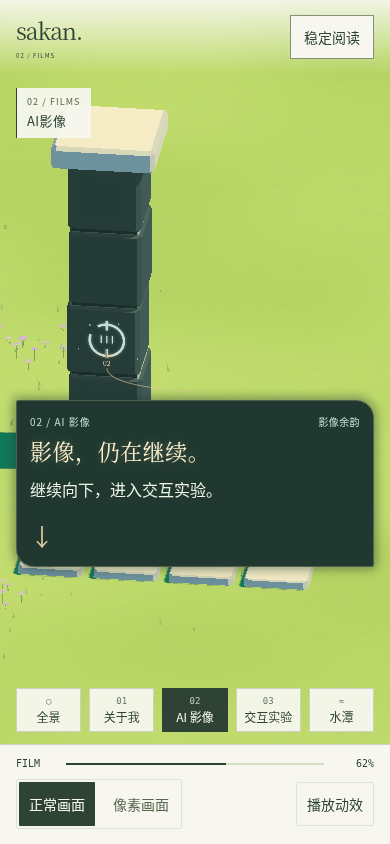 sakan.
02 / FILMS
稳定阅读
02 / FILMS
AI影像
02
02 / AI 影像
影像余韵
影像，仍在继续。
继续向下，进入交互实验。
↓
○
全景
01
关于我
02
AI 影像
03
交互实验
≈
水潭
FILM
62%
正常画面
像素画面
播放动效